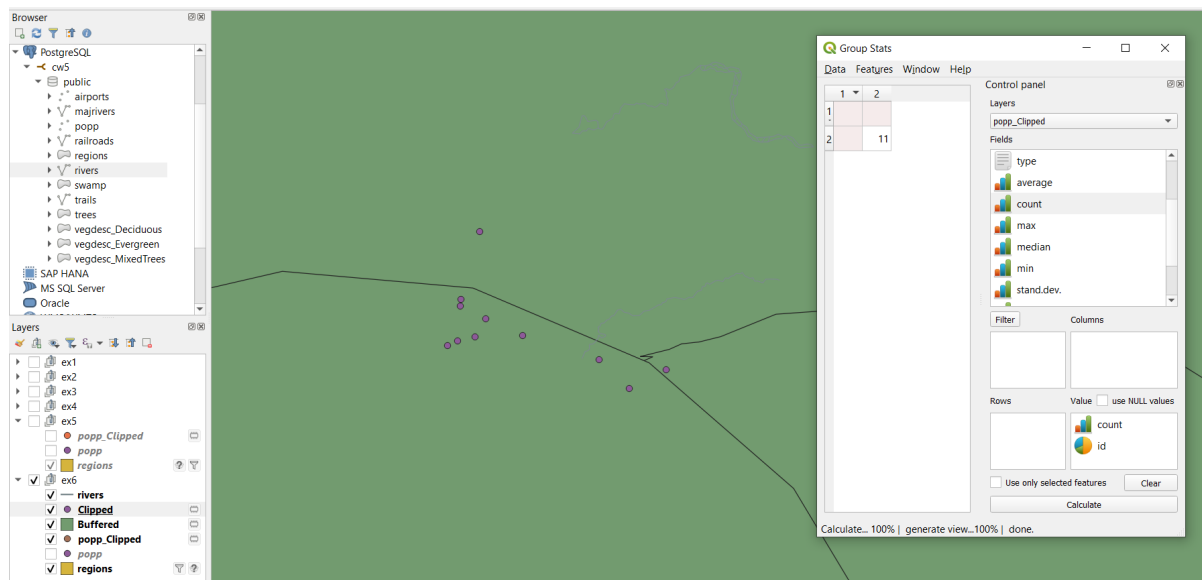 Browser
PostgreSQL
cw5
public
airports
majrivers
popp
railroads
regions
rivers
swamp
trails
trees
vegdesc_Deciduous
vegdesc_Evergreen
vegdesc_MixedTrees
SAP HANA
MS SQL Server
Oracle
Layers
ex1
ex2
ex3
ex4
ex5
popp_Clipped
popp
regions
ex6
rivers
Clipped
Buffered
popp_Clipped
popp
regions
Group Stats
Data Features Window Help
1 2
1
2 11
Control panel
Layers
popp_Clipped
Fields
type
average
count
max
median
min
stand.dev.
Filter Columns
Rows Value use NULL values
count
id
Use only selected features Clear
Calculate
Calculate... 100% | generate view...100% | done.